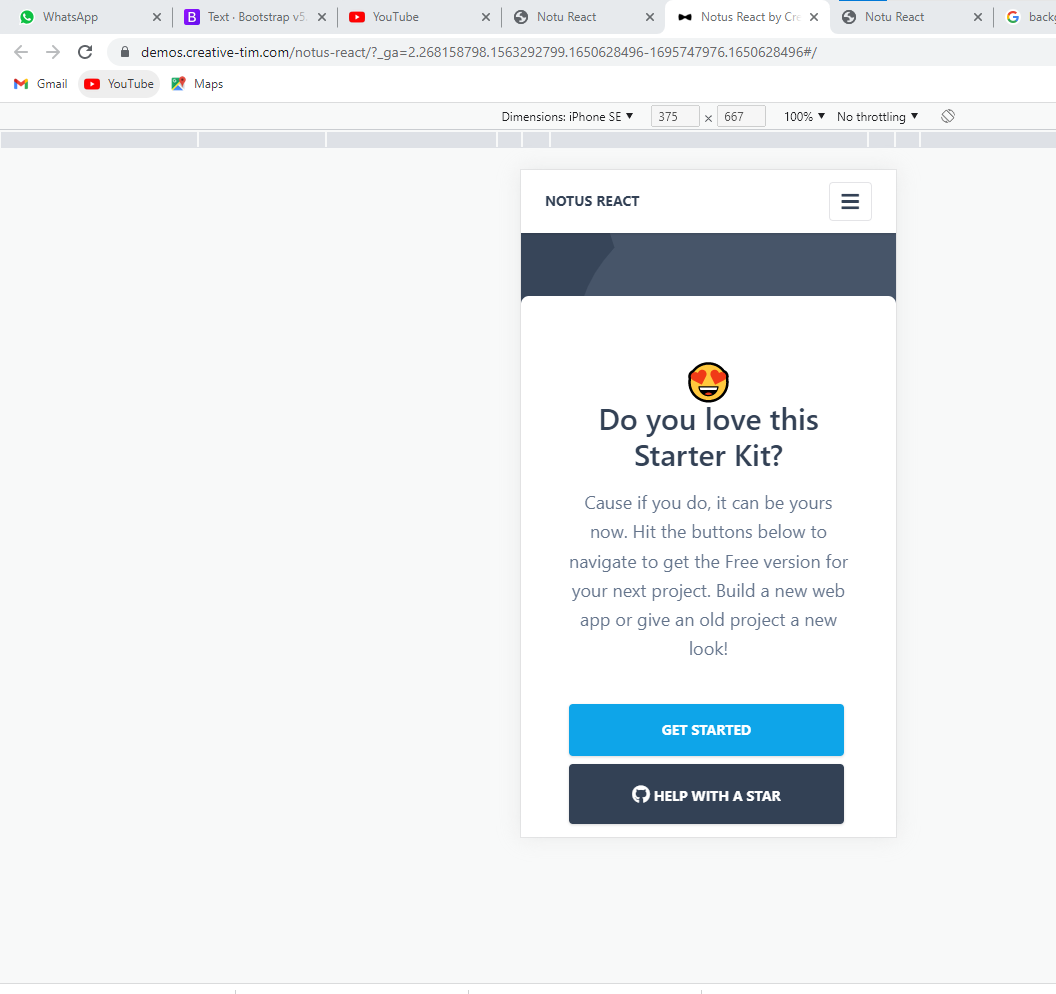 WhatsApp
Text · Bootstrap v5.
YouTube
Notu React
Notus React by Cre
Notu React
demos.creative-tim.com/notus-react/?_ga=2.268158798.1563292799.1650628496-1695747976.1650628496#/
Gmail YouTube Maps
Dimensions: iPhone SE ▼ 375 × 667 100% ▼ No throttling ▼
NOTUS REACT
Do you love this
Starter Kit?
Cause if you do, it can be yours
now. Hit the buttons below to
navigate to get the Free version for
your next project. Build a new web
app or give an old project a new
look!
GET STARTED
HELP WITH A STAR